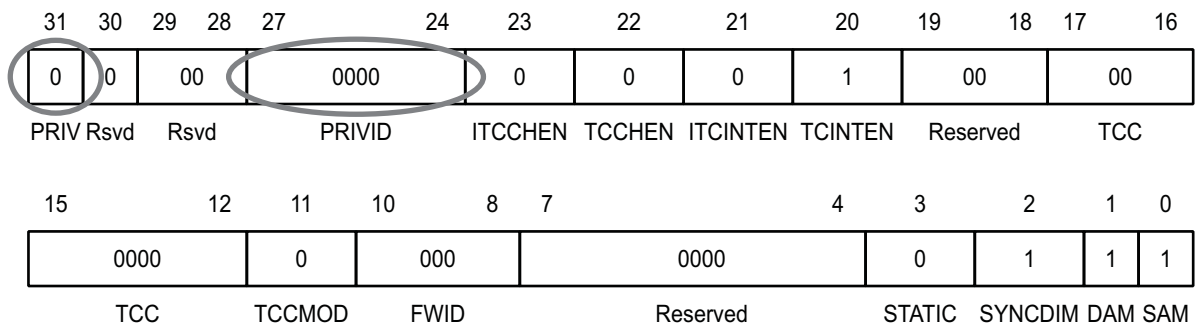 31 30 29 28 27 24 23 22 21 20 19 18 17 16
0 0 00 0000 0 0 0 1 00 00
PRIV Rsvd Rsvd PRIVID ITCCHEN TCCHEN ITCINTEN TCINTEN Reserved TCC
15 12 11 10 8 7 4 3 2 1 0
0000 0 000 0000 0 1 1 1
TCC TCCMOD FWID Reserved STATIC SYNCDIM DAM SAM